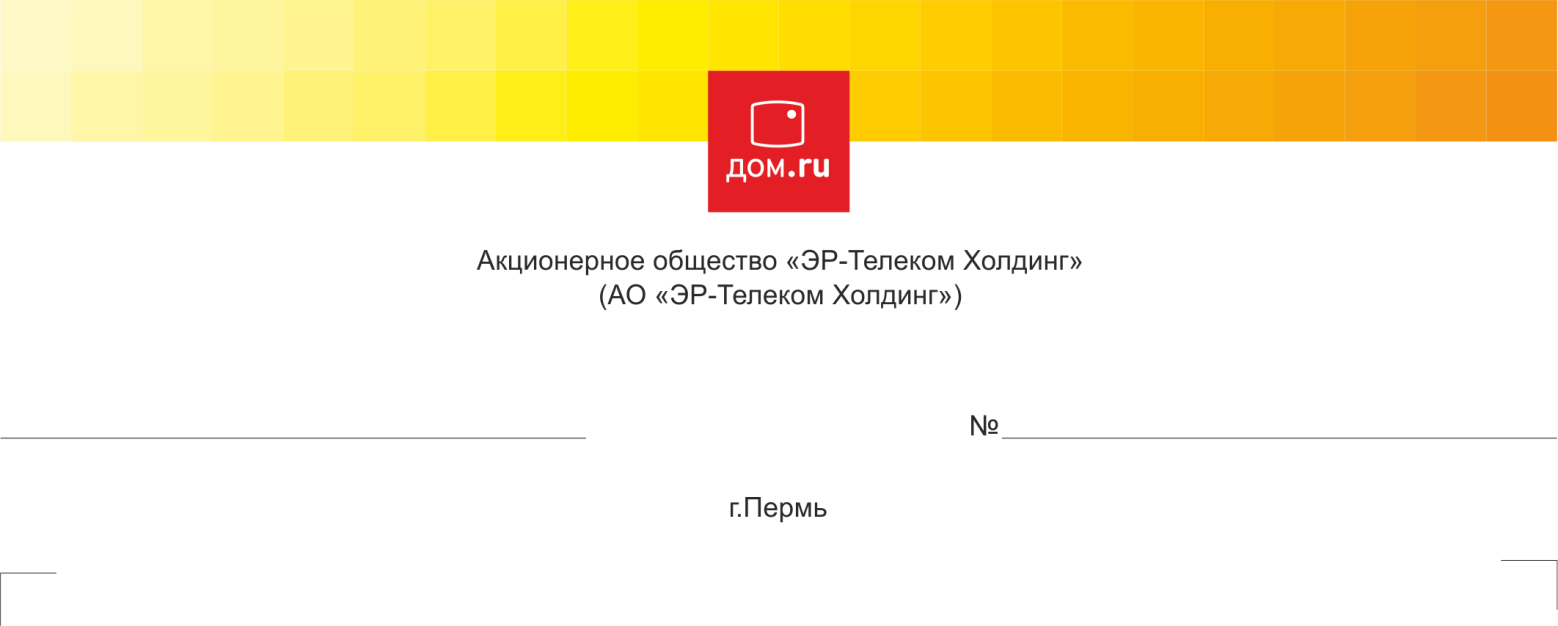 дом.ru
Акционерное общество «ЭР-Телеком Холдинг»
(АО «ЭР-Телеком Холдинг»)
№
г.Пермь